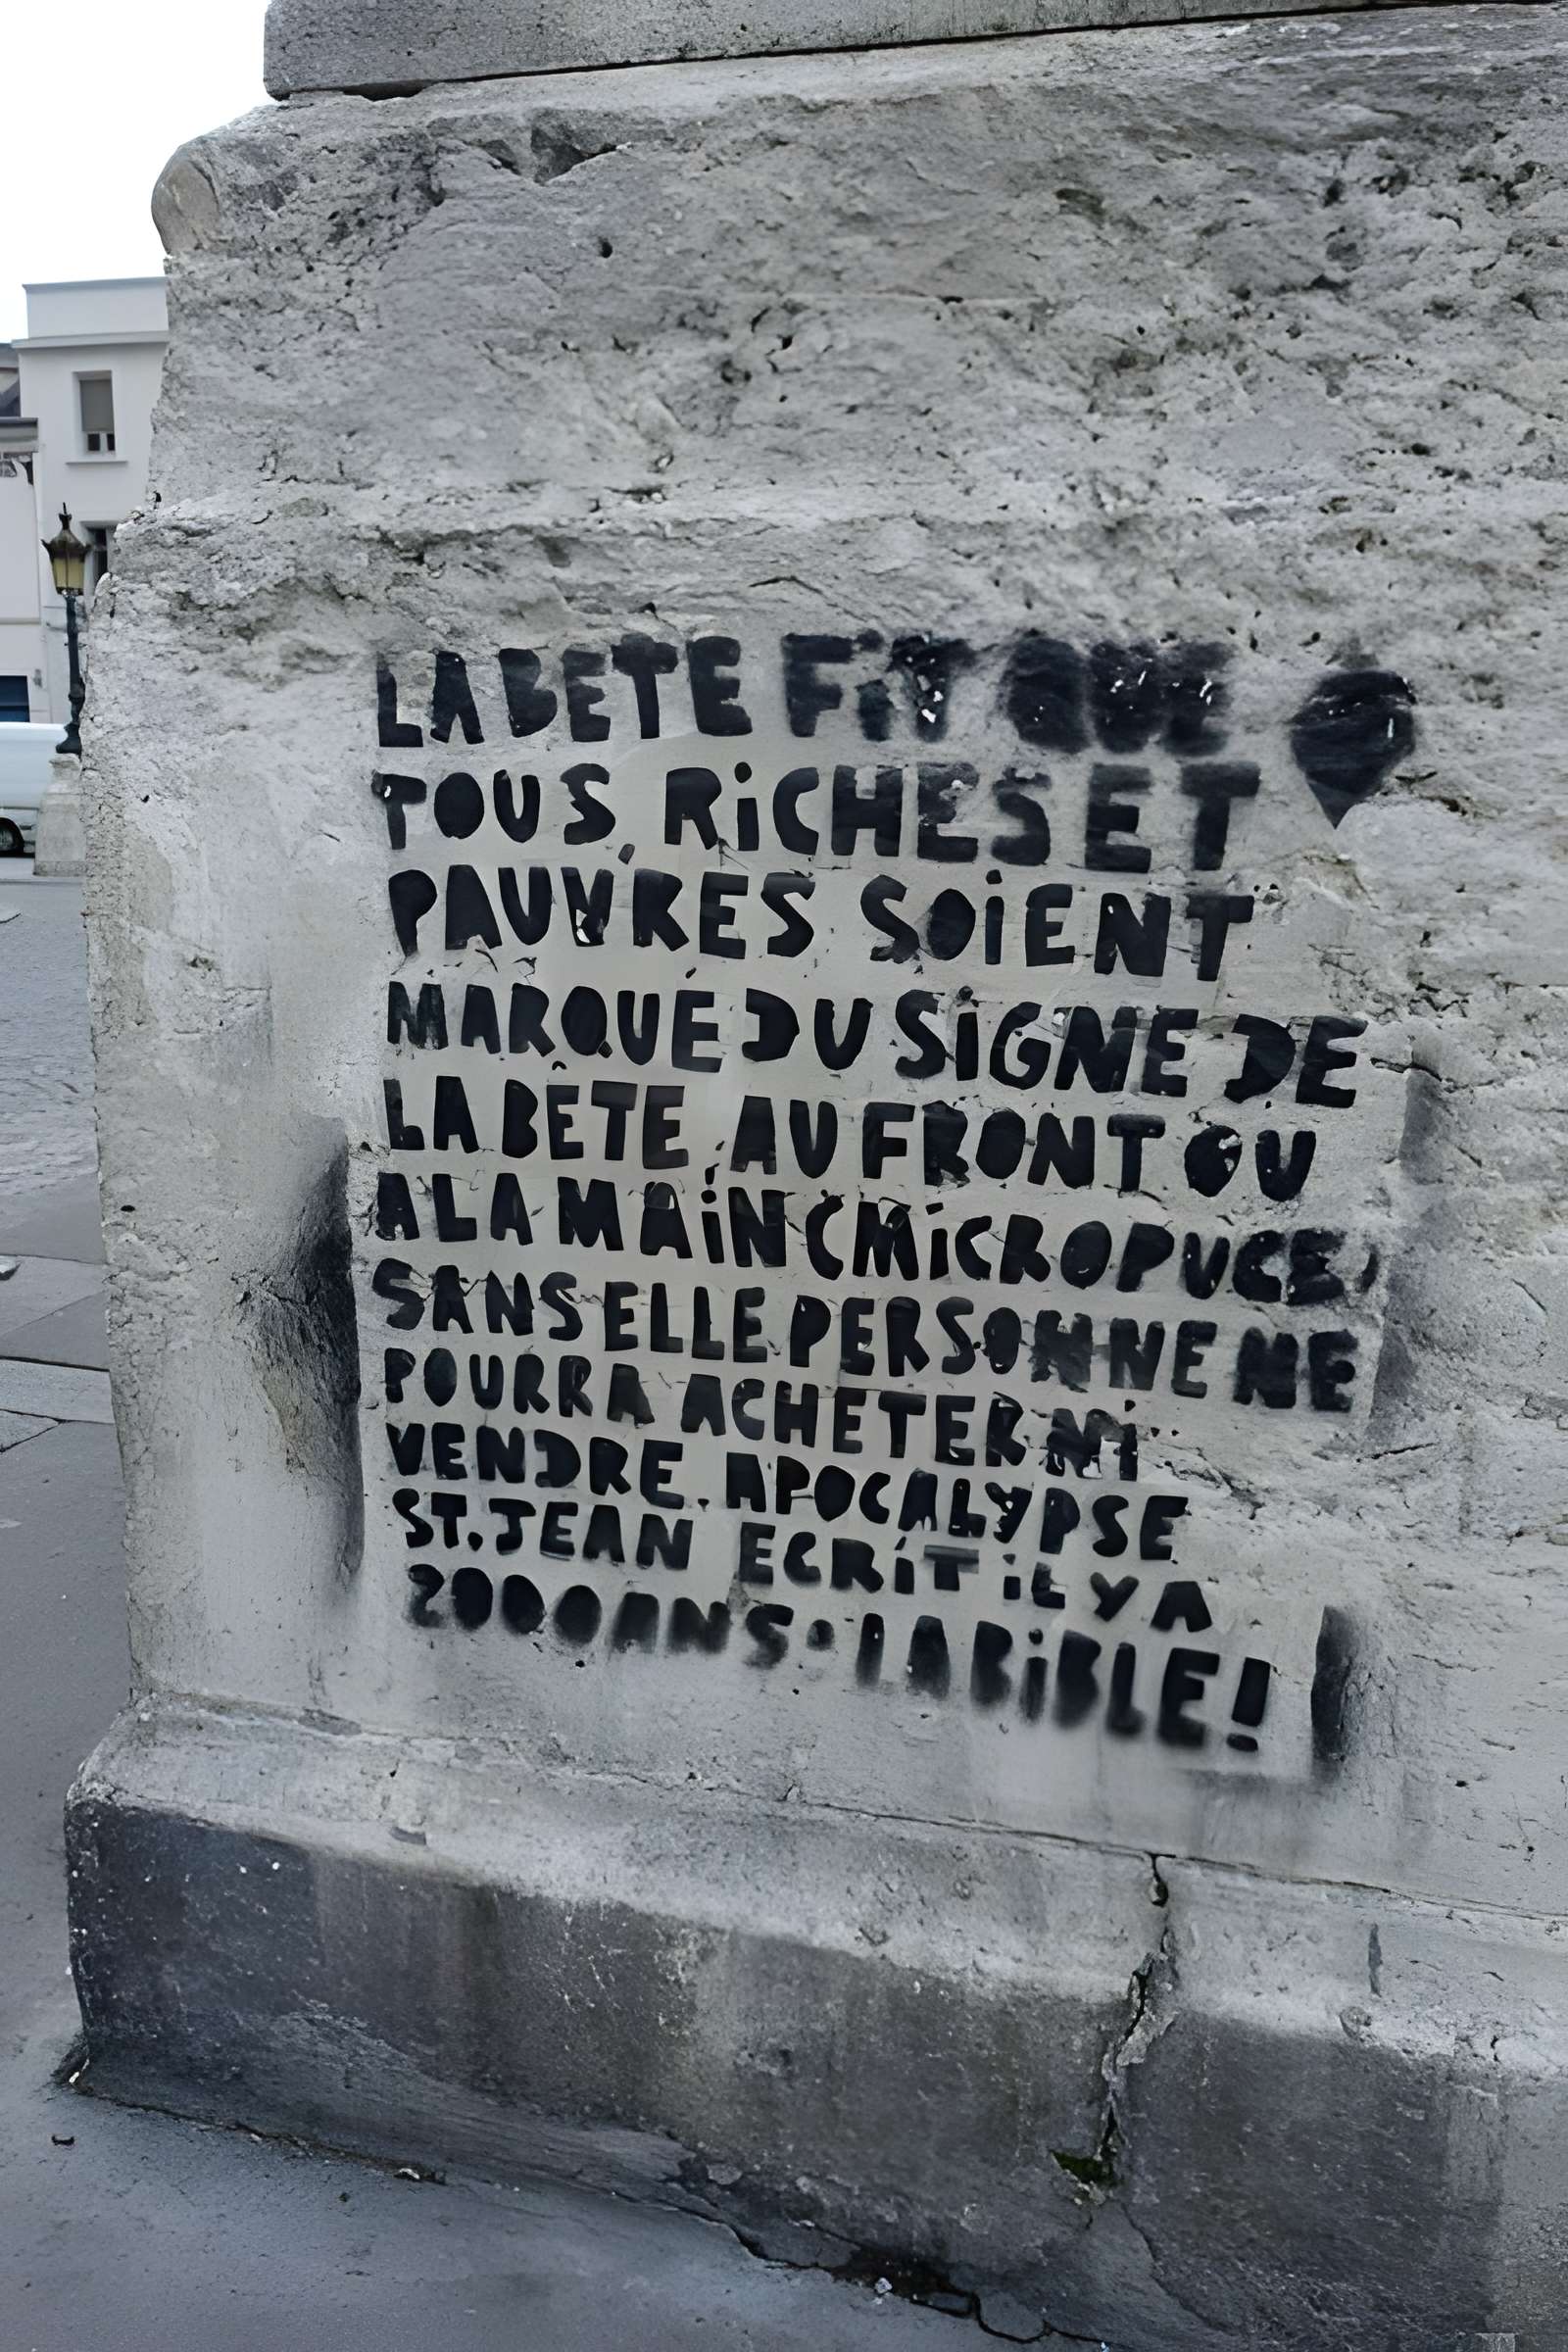 LA BETE FiT QUE
TOUS, RiCHES ET
PAUVRES SOiENT
MARQUÉ DU SiGNE DE
LA BÊTE AU FRONT OU
A LA MAiN (MiCROPUCE)
SANS ELLE PERSONNE NE
POURRA ACHETER Ni
VENDRE. APOCALYPSE
ST. JEAN ECRiT iL Y A
2000 ANS • LA BiBLE!